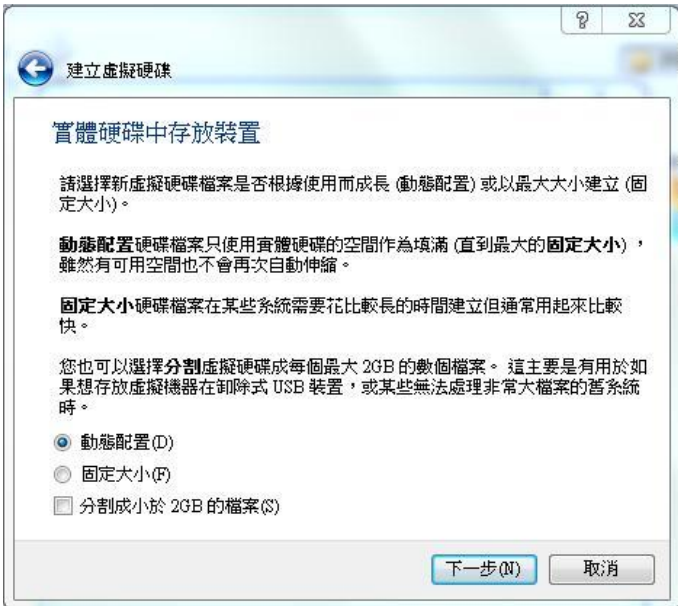 建立虛擬硬碟
實體硬碟中存放裝置
請選擇新虛擬硬碟檔案是否根據使用而成長 (動態配置) 或以最大大小建立 (固
定大小)。
動態配置硬碟檔案只使用實體硬碟的空間作為填滿 (直到最大的固定大小) ，
雖然有可用空間也不會再次自動伸縮。
固定大小硬碟檔案在某些系統需要花比較長的時間建立但通常用起來比較
快。
您也可以選擇分割虛擬硬碟成每個最大 2GB 的數個檔案。 這主要是有用於如
果想存放虛擬機器在卸除式 USB 裝置，或某些無法處理非常大檔案的舊系統
時。
動態配置(D)
固定大小(F)
分割成小於 2GB 的檔案(S)
下一步(N)
取消